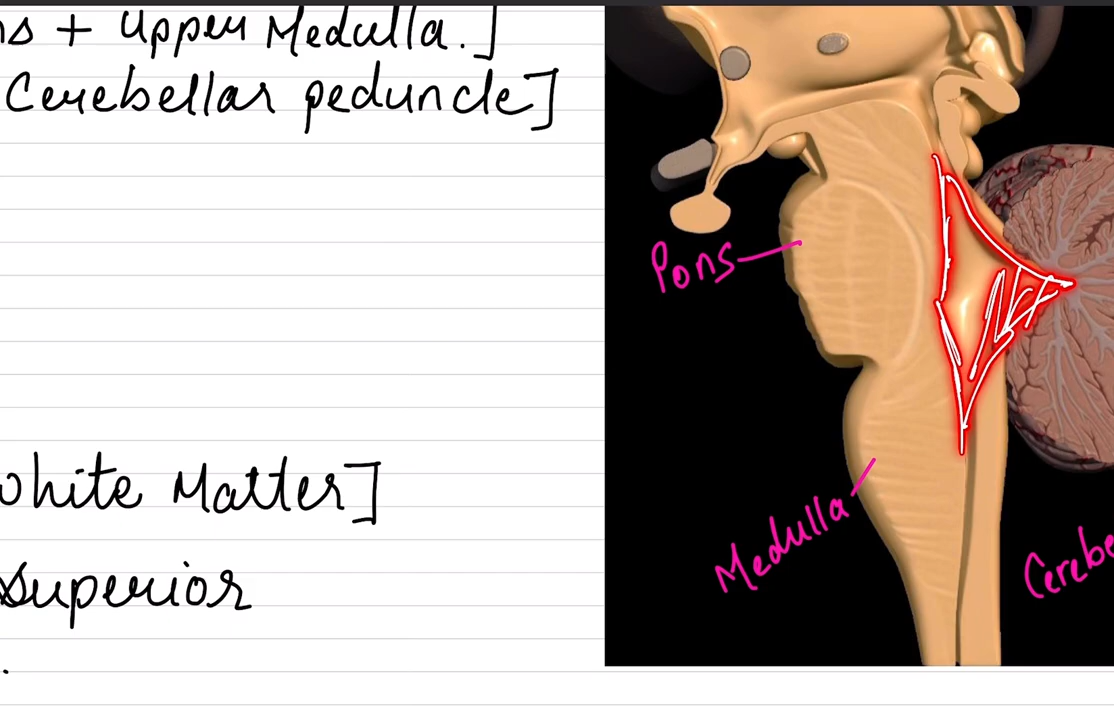 ns + Upper Medulla.]
Cerebellar peduncle]
Pons
white Matter]
Medulla
Superior
Cerebe
.